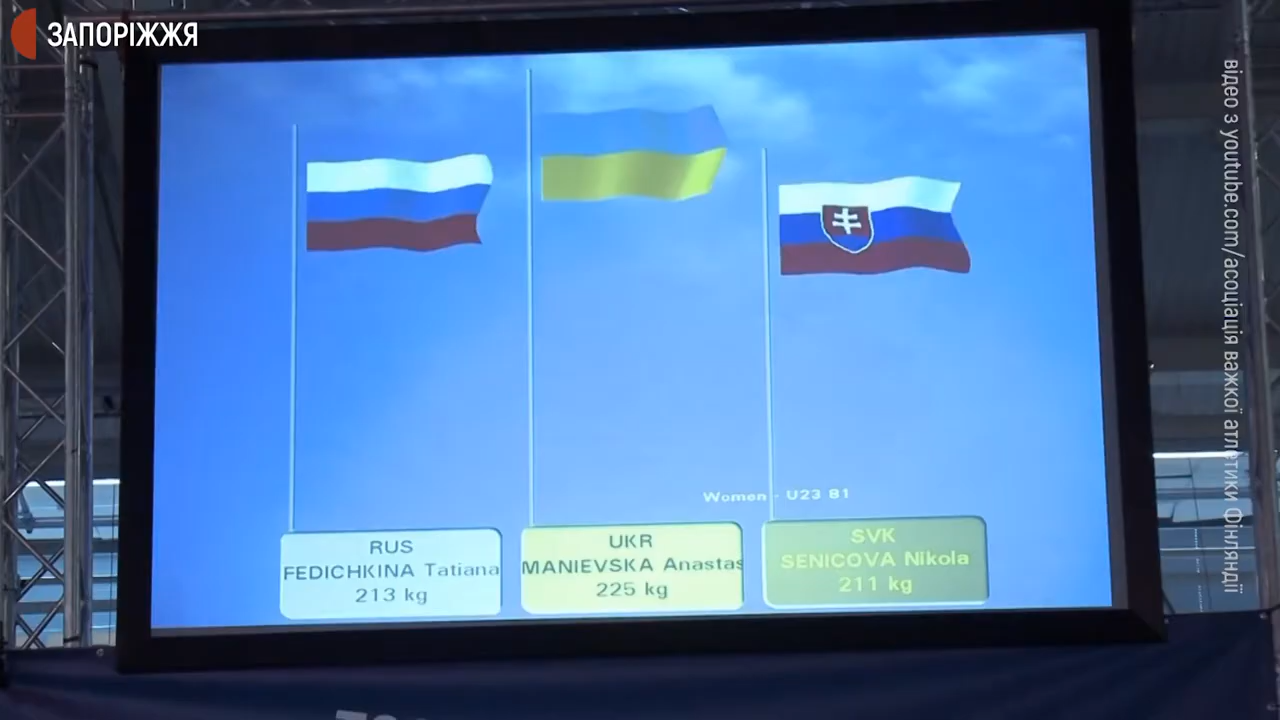 ЗАПОРІЖЖЯ
відео з youtube.com/асоціація важкої атлетики Фінляндії
Women - U23 81
RUS
FEDICHKINA Tatiana
213 kg
UKR
MANIEVSKA Anastas
225 kg
SVK
SENICOVA Nikola
211 kg